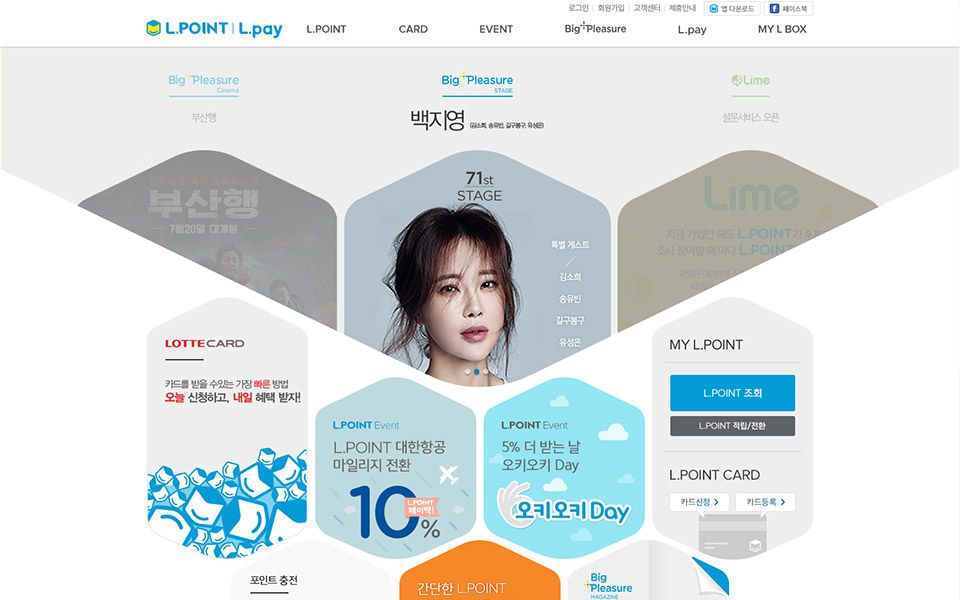 로그인 회원가입 고객센터 제휴안내 앱 다운로드 페이스북
L.POINT L.pay L.POINT CARD EVENT Big Pleasure L.pay MY L BOX
Big Pleasure
Cinema
부산행
Big Pleasure
STAGE
백지영 (김소희, 송유빈, 길구봉구, 유성은)
Lime
설문서비스 오픈
부산행
7월20일 대개봉
71st
STAGE
특별 게스트
김소희
송유빈
길구봉구
유성은
Lime
지금 가입만 해도 L.POINT가
조사 참여할 때마다 L.POINT
LOTTE CARD
카드를 받을 수있는 가장 빠른 방법
오늘 신청하고, 내일 혜택 받자!
L.POINT Event
L.POINT 대한항공
마일리지 전환
10%
L.POINT
페이백!
L.POINT Event
5% 더 받는 날
오키오키 Day
오키오키 Day
MY L.POINT
L.POINT 조회
L.POINT 적립/전환
L.POINT CARD
카드신청 카드등록
포인트 충전
간단한 L.POINT
Big
Pleasure
MAGAZINE